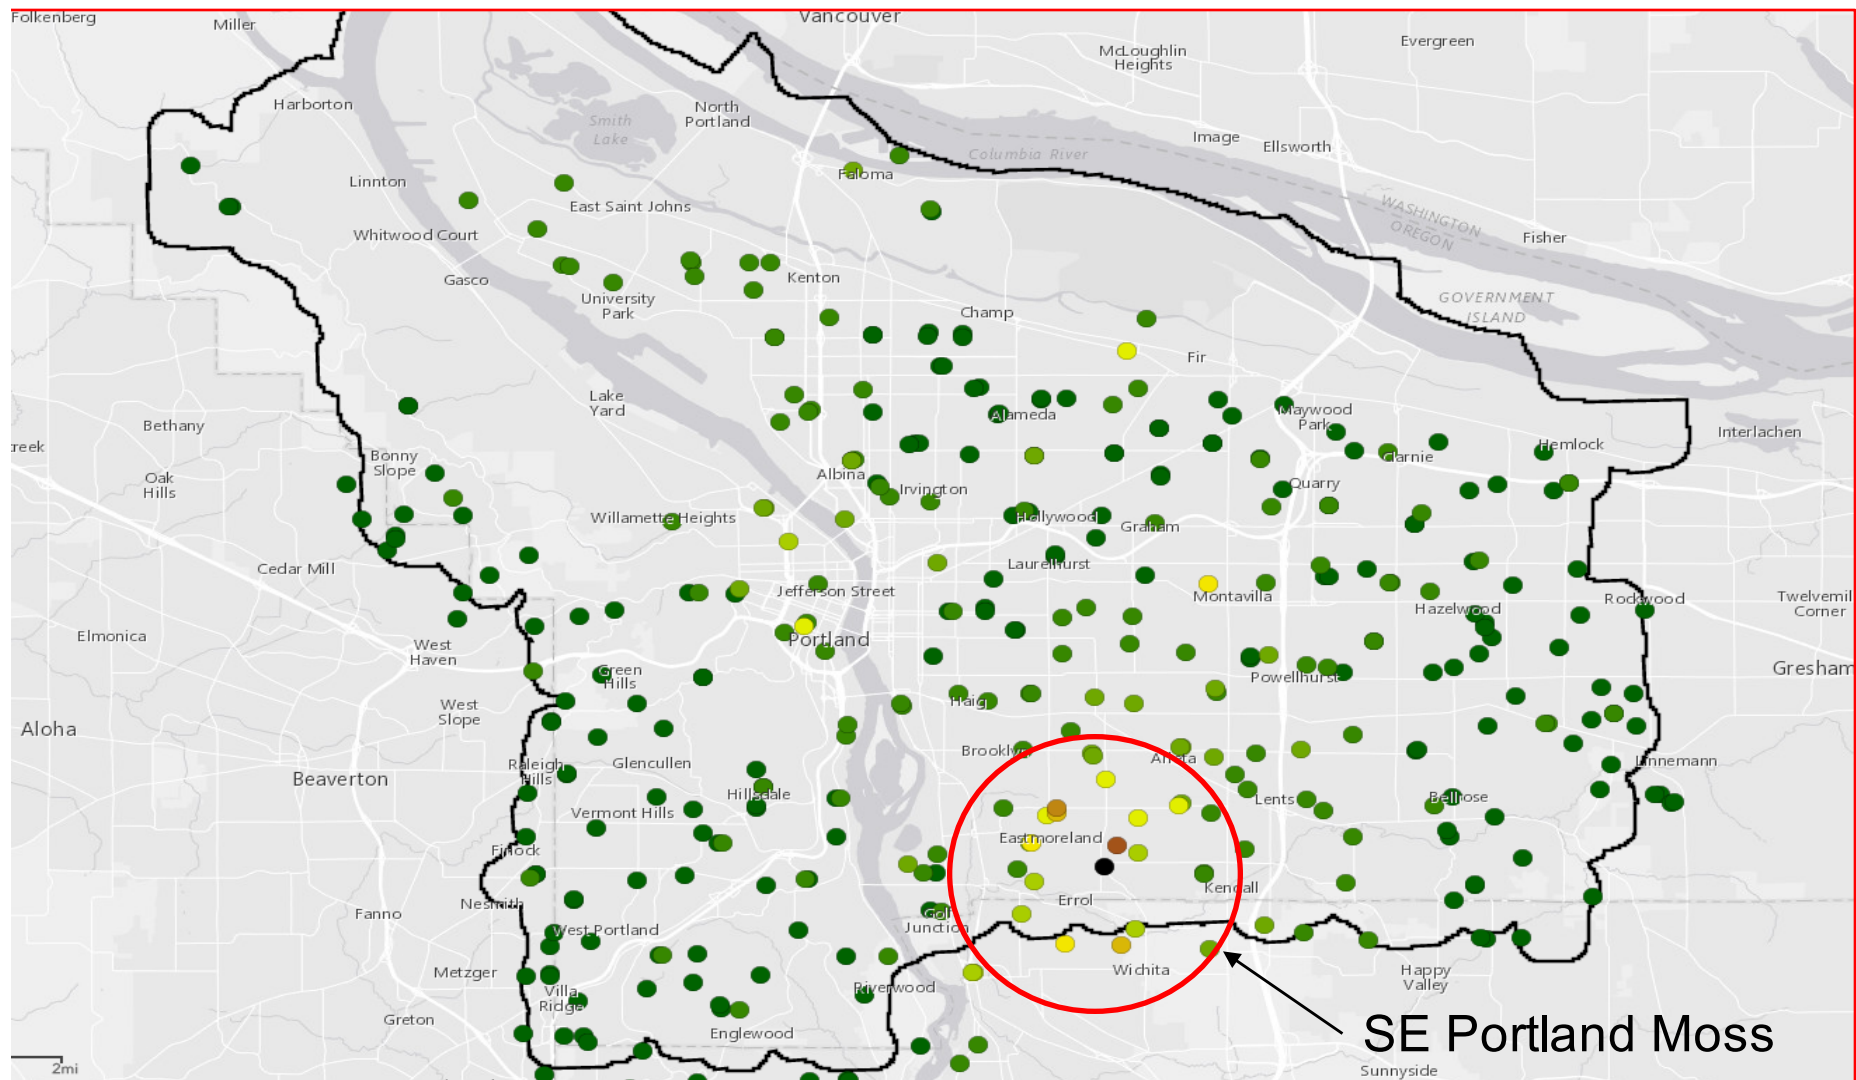 Folkenberg
Miller
Vancouver
McLoughlin
Heights
Evergreen
Harborton
North
Portland
Smith
Lake
Image
Ellsworth
Columbia River
Linnton
Faloma
East Saint Johns
WASHINGTON
OREGON
Whitwood Court
Fisher
Gasco
Kenton
University
Park
GOVERNMENT
ISLAND
Champ
Fir
Lake
Yard
Alameda
Maywood
Park
Bethany
Interlachen
Hemlock
Bonny
Slope
Clarnie
Oak
Hills
Albina
Irvington
Quarry
Willamette Heights
Hollywood
Graham
Laurelhurst
Cedar Mill
Jefferson Street
Montavilla
Hazelwood
Rockwood
Corner
Elmonica
Portland
West
Haven
Green
Hills
Gresham
Powellhurst
West
Slope
Haig
Aloha
Brooklyn
Arleta
Raleigh
Hills
Glencullen
Linnemann
Beaverton
Hillsdale
Lents
Bellrose
Vermont Hills
Eastmoreland
Firlock
Kendall
Errol
Nesmith
Fanno
Golf
Junction
West Portland
Metzger
Wichita
Happy
Valley
Villa
Ridge
Riverwood
Greton
Englewood
SE Portland Moss
2mi
Sunnyside